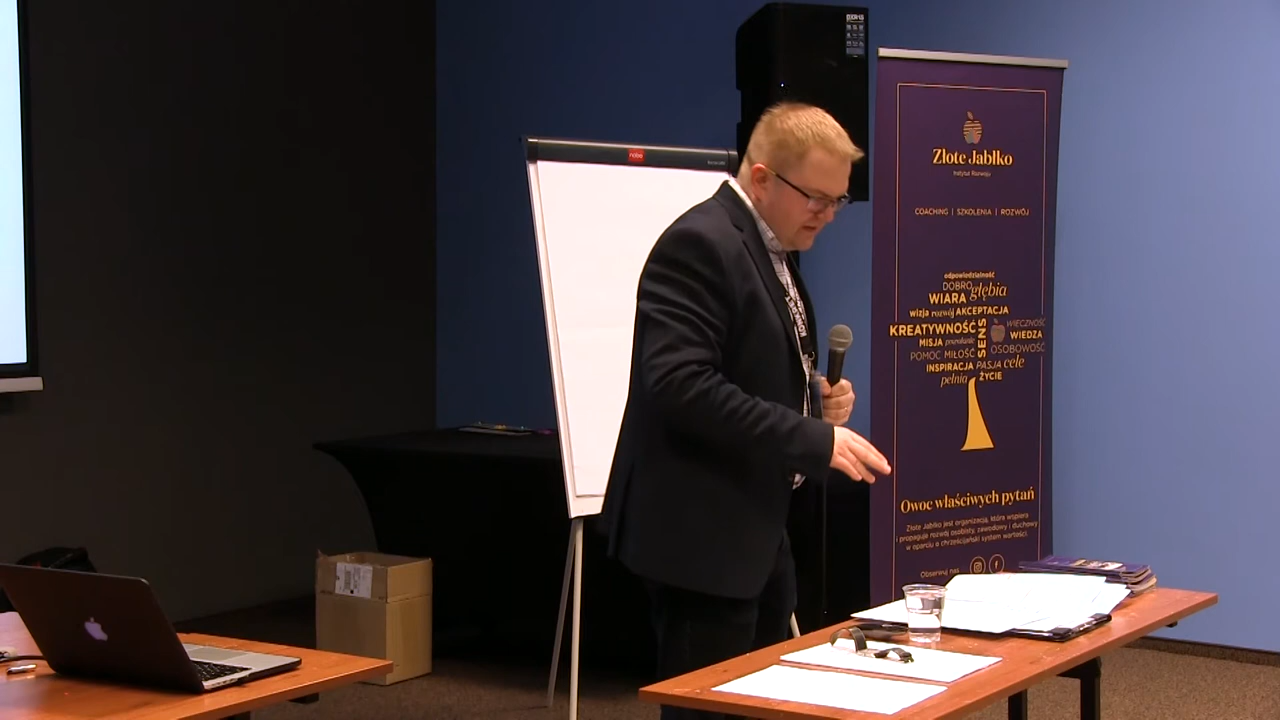 nobo
Złote Jabłko
Instytut Rozwoju
COACHING | SZKOLENIA | ROZWÓJ
odpowiedzialność
DOBRO głębia
WIARA
wizja rozwój AKCEPTACJA
KREATYWNOŚĆ SENS WIECZNOŚĆ
MISJA powołanie WIEDZA
POMOC MIŁOŚĆ OSOBOWOŚĆ
INSPIRACJA PASJA cele
pełnia ŻYCIE
Owoc właściwych pytań
Złote Jabłko jest organizacją, która wspiera
i propaguje rozwój osobisty, zawodowy i duchowy
w oparciu o chrześcijański system wartości.
Obserwuj nas